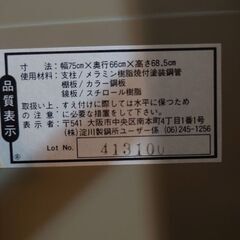 品質表示
寸法/幅75cm×奥行66cm×高さ68.5cm
使用材料/支柱/メラミン樹脂焼付塗装鋼管
棚板/カラー鋼板
鏡板/スチロール樹脂
取扱い上、すえ付けに際しては水平に保つため
のに必要な措置をして下さい。
表示者/〒541 大阪市中央区南本町4丁目1番1号
(株)淀川製鋼所ユーザー係 (06)245-1256
Lot No. 413100